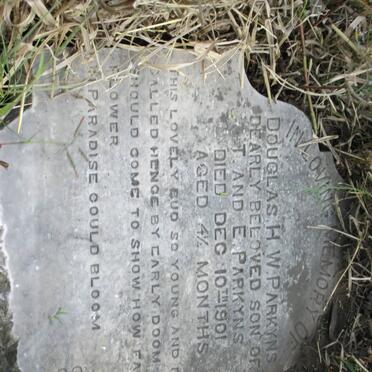 IN LOVING MEMORY OF
DOUGLAS H. W. PARKYNS
DEARLY BELOVED SON OF
T. AND E. PARKYNS
DIED DEC 10TH 1901
AGED 4½ MONTHS
THIS LOVELY BUD SO YOUNG AND
CALLED HENCE BY EARLY DOOM
COME TO SHOW HOW
PARADISE COULD BLOOM